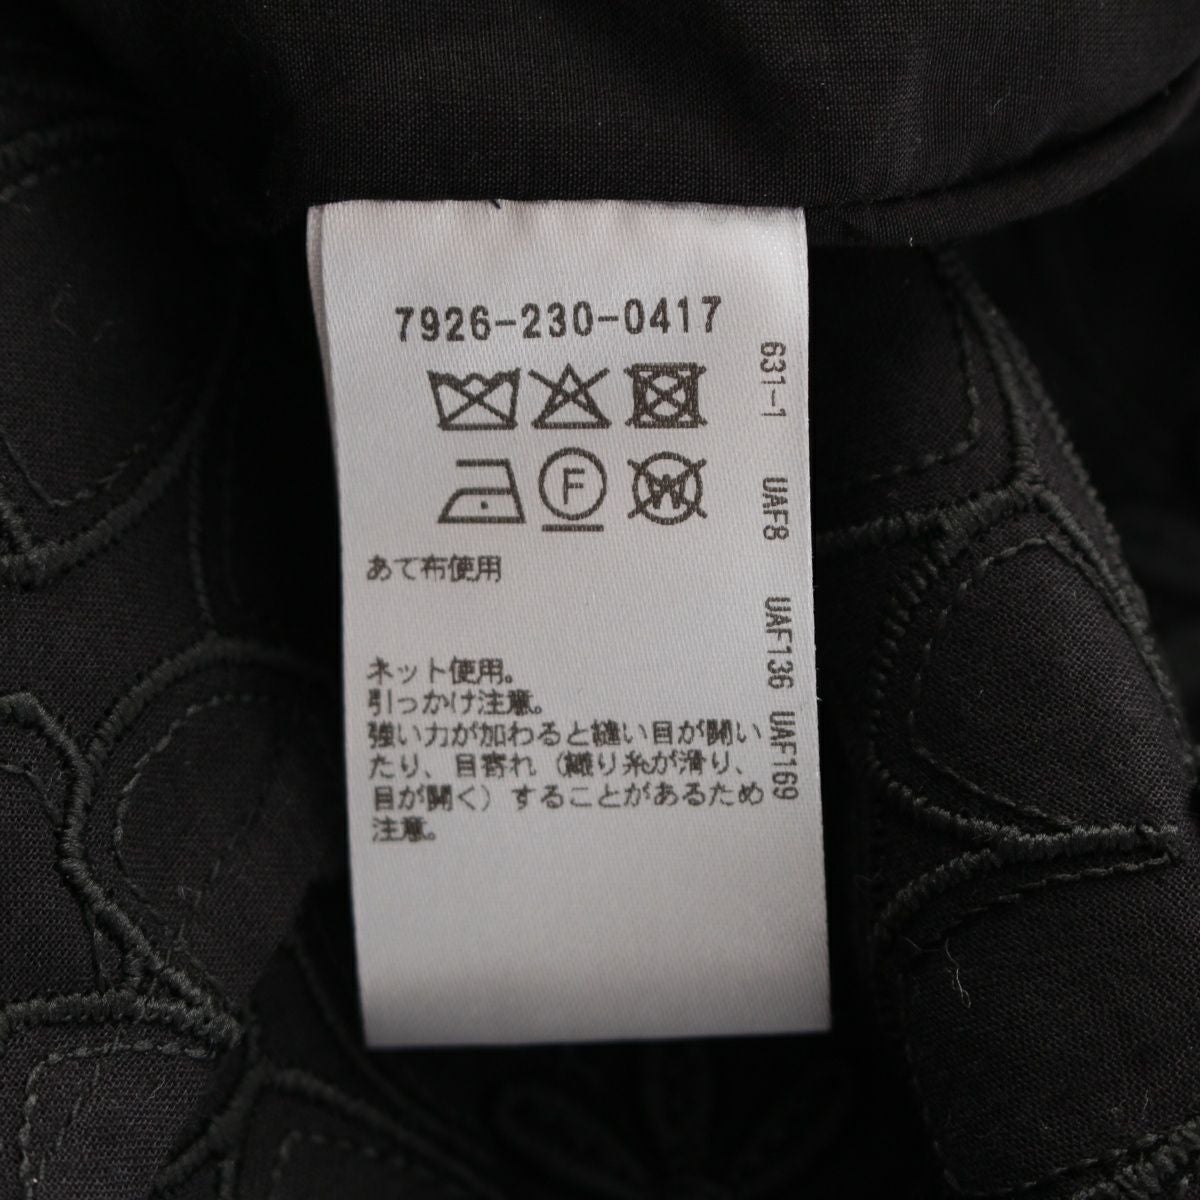 7926-230-0417
F
W
あて布使用
ネット使用。
引っかけ注意。
強い力が加わると縫い目が開い
たり、目寄れ（織り糸が滑り、
目が開く）することがあるため
注意。
631-1 UAF8 UAF136 UAF169